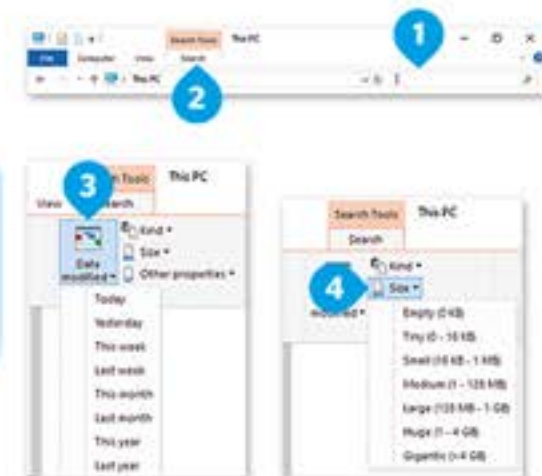 1
Search Tools This PC
File Computer View Search
This PC
2
3
Search Tools This PC
View Search
Date modified
Kind
Size
Other properties
Today
Yesterday
This week
Last week
This month
Last month
This year
Last year
Search Tools This PC
Search
4
Kind
Size
modified
Empty (0 KB)
Tiny (0 - 16 KB)
Small (16 KB - 1 MB)
Medium (1 - 128 MB)
Large (128 MB - 1 GB)
Huge (1 - 4 GB)
Gigantic (>4 GB)